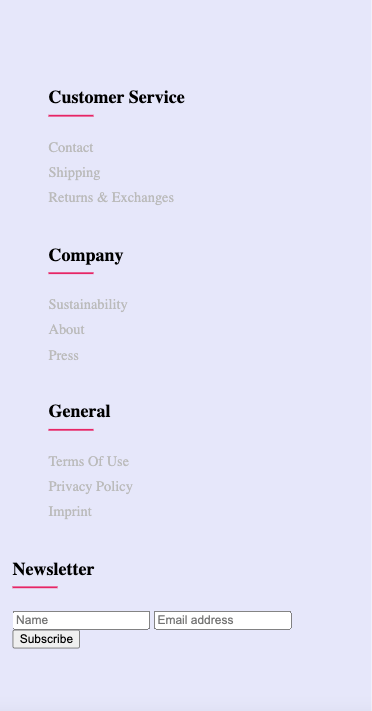 Customer Service
Contact
Shipping
Returns & Exchanges
Company
Sustainability
About
Press
General
Terms Of Use
Privacy Policy
Imprint
Newsletter
Name Email address
Subscribe